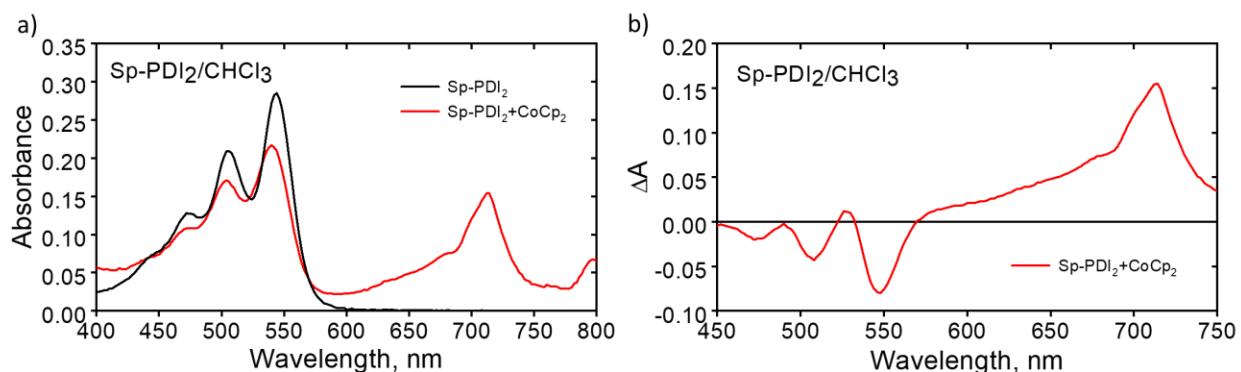 a)
Sp-PDI2/CHCl3
Sp-PDI2
Sp-PDI2+CoCp2
Absorbance
0.35
0.30
0.25
0.20
0.15
0.10
0.05
0.00
400 450 500 550 600 650 700 750 800
Wavelength, nm
b)
Sp-PDI2/CHCl3
Sp-PDI2+CoCp2
ΔA
0.20
0.15
0.10
0.05
0.00
-0.05
-0.10
450 500 550 600 650 700 750
Wavelength, nm